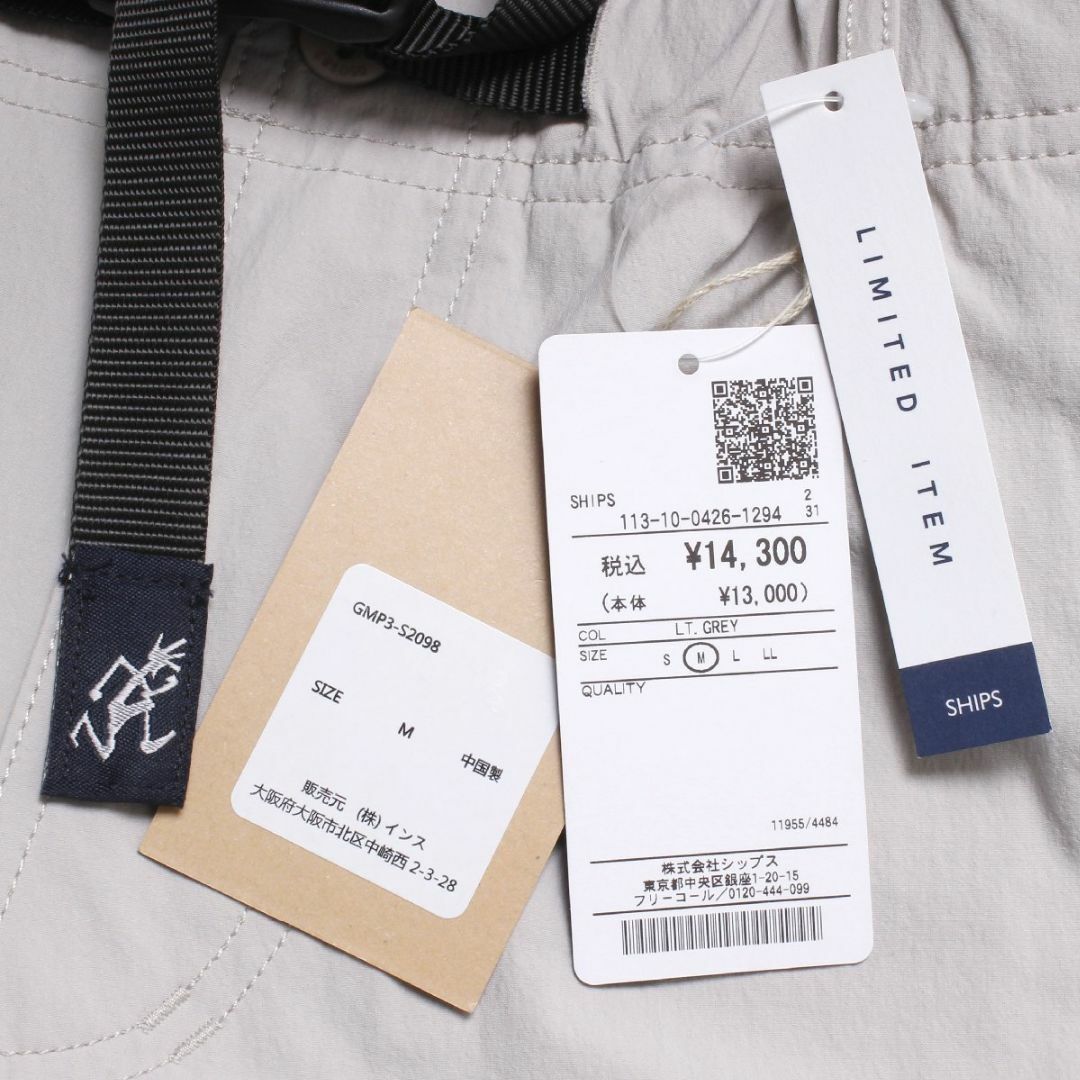 GMP3-S2098
SIZE
M
中国製
販売元 (株)インス
大阪府大阪市北区中崎西 2-3-28
SHIPS
2
113-10-0426-1294 31
税込 ¥14,300
(本体 ¥13,000)
COL LT. GREY
SIZE S M L LL
QUALITY
11955/4484
株式会社シップス
東京都中央区銀座1-20-15
フリーコール/0120-444-099
LIMITED ITEM
SHIPS